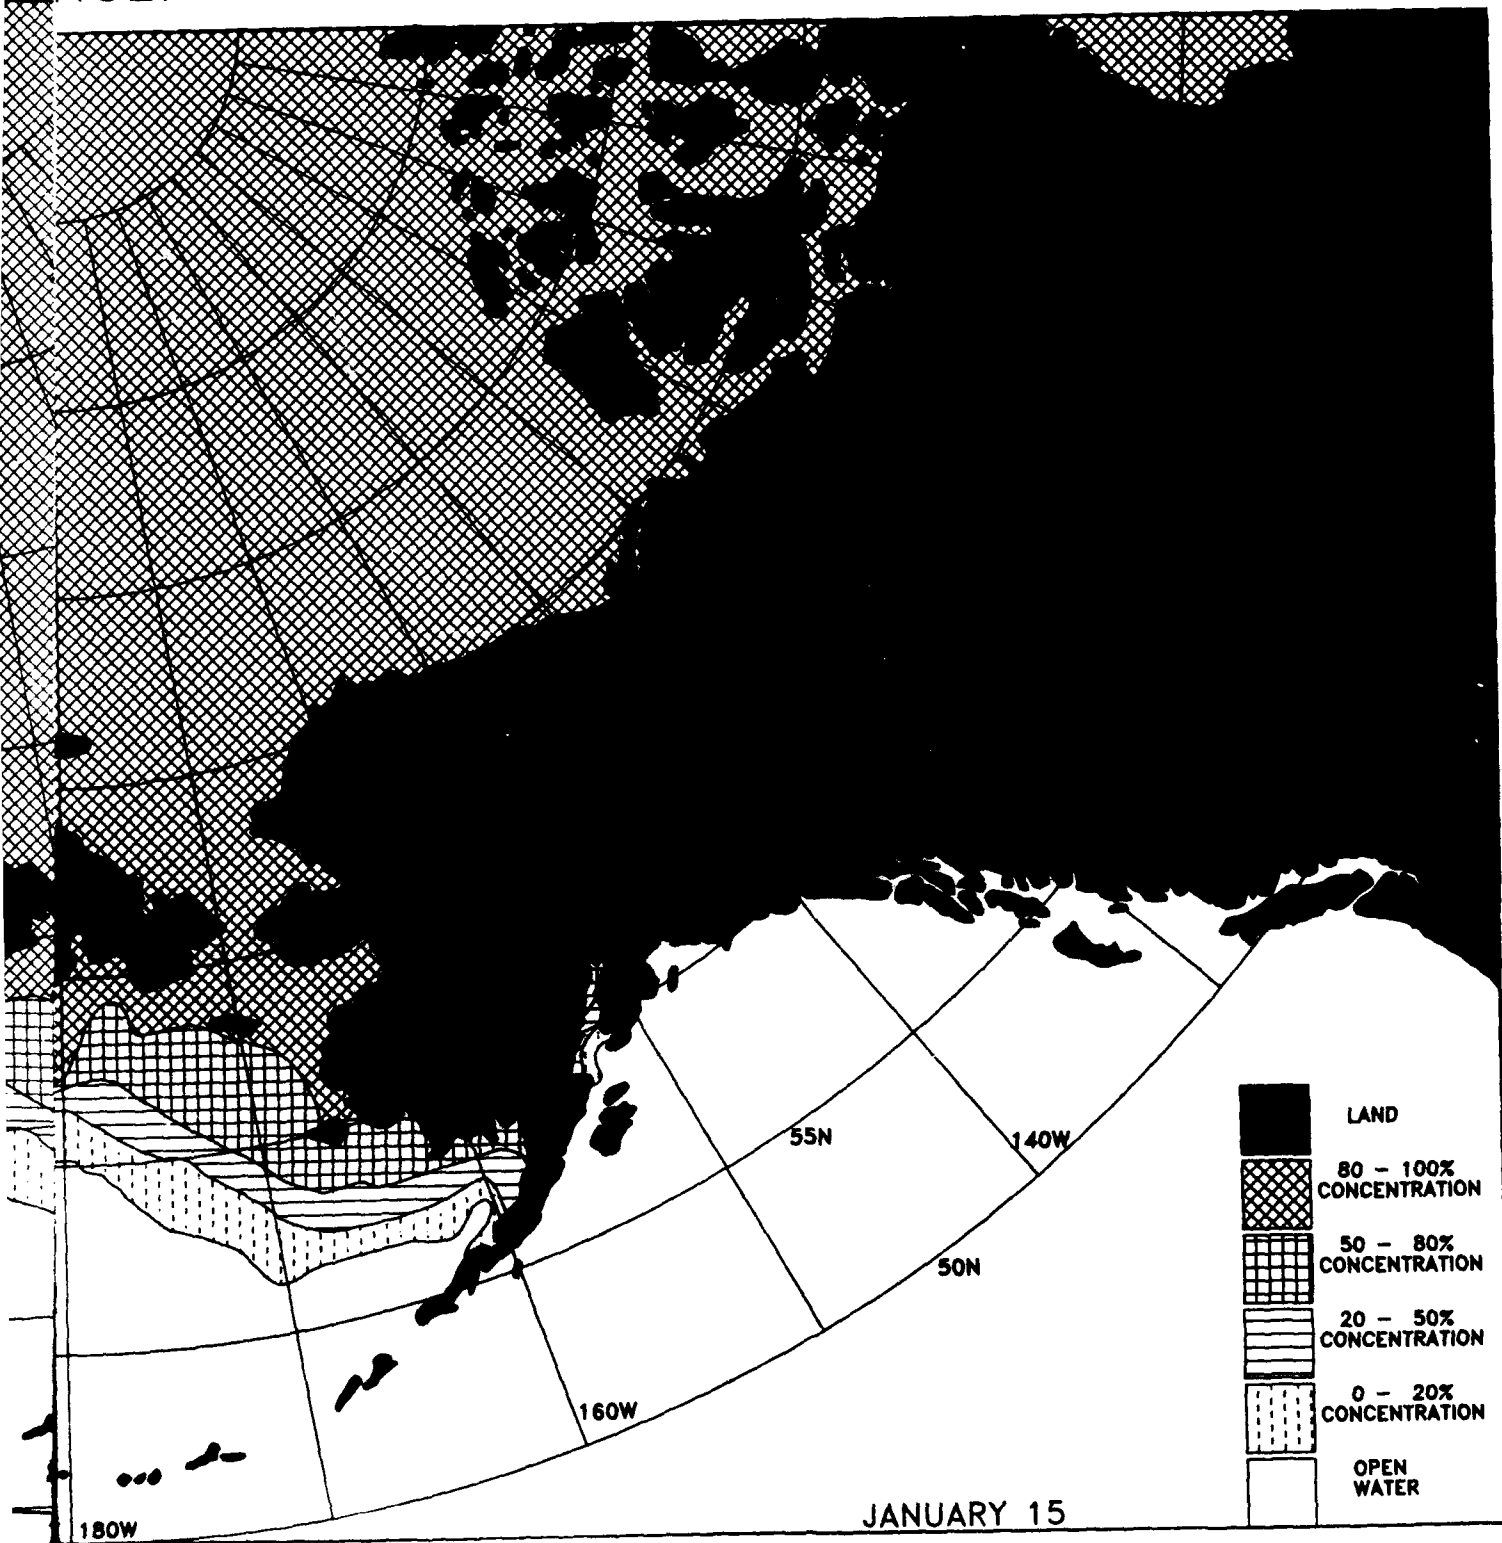 LAND
80 - 100%
CONCENTRATION
50 - 80%
CONCENTRATION
20 - 50%
CONCENTRATION
0 - 20%
CONCENTRATION
OPEN
WATER
55N
140W
50N
160W
180W
JANUARY 15